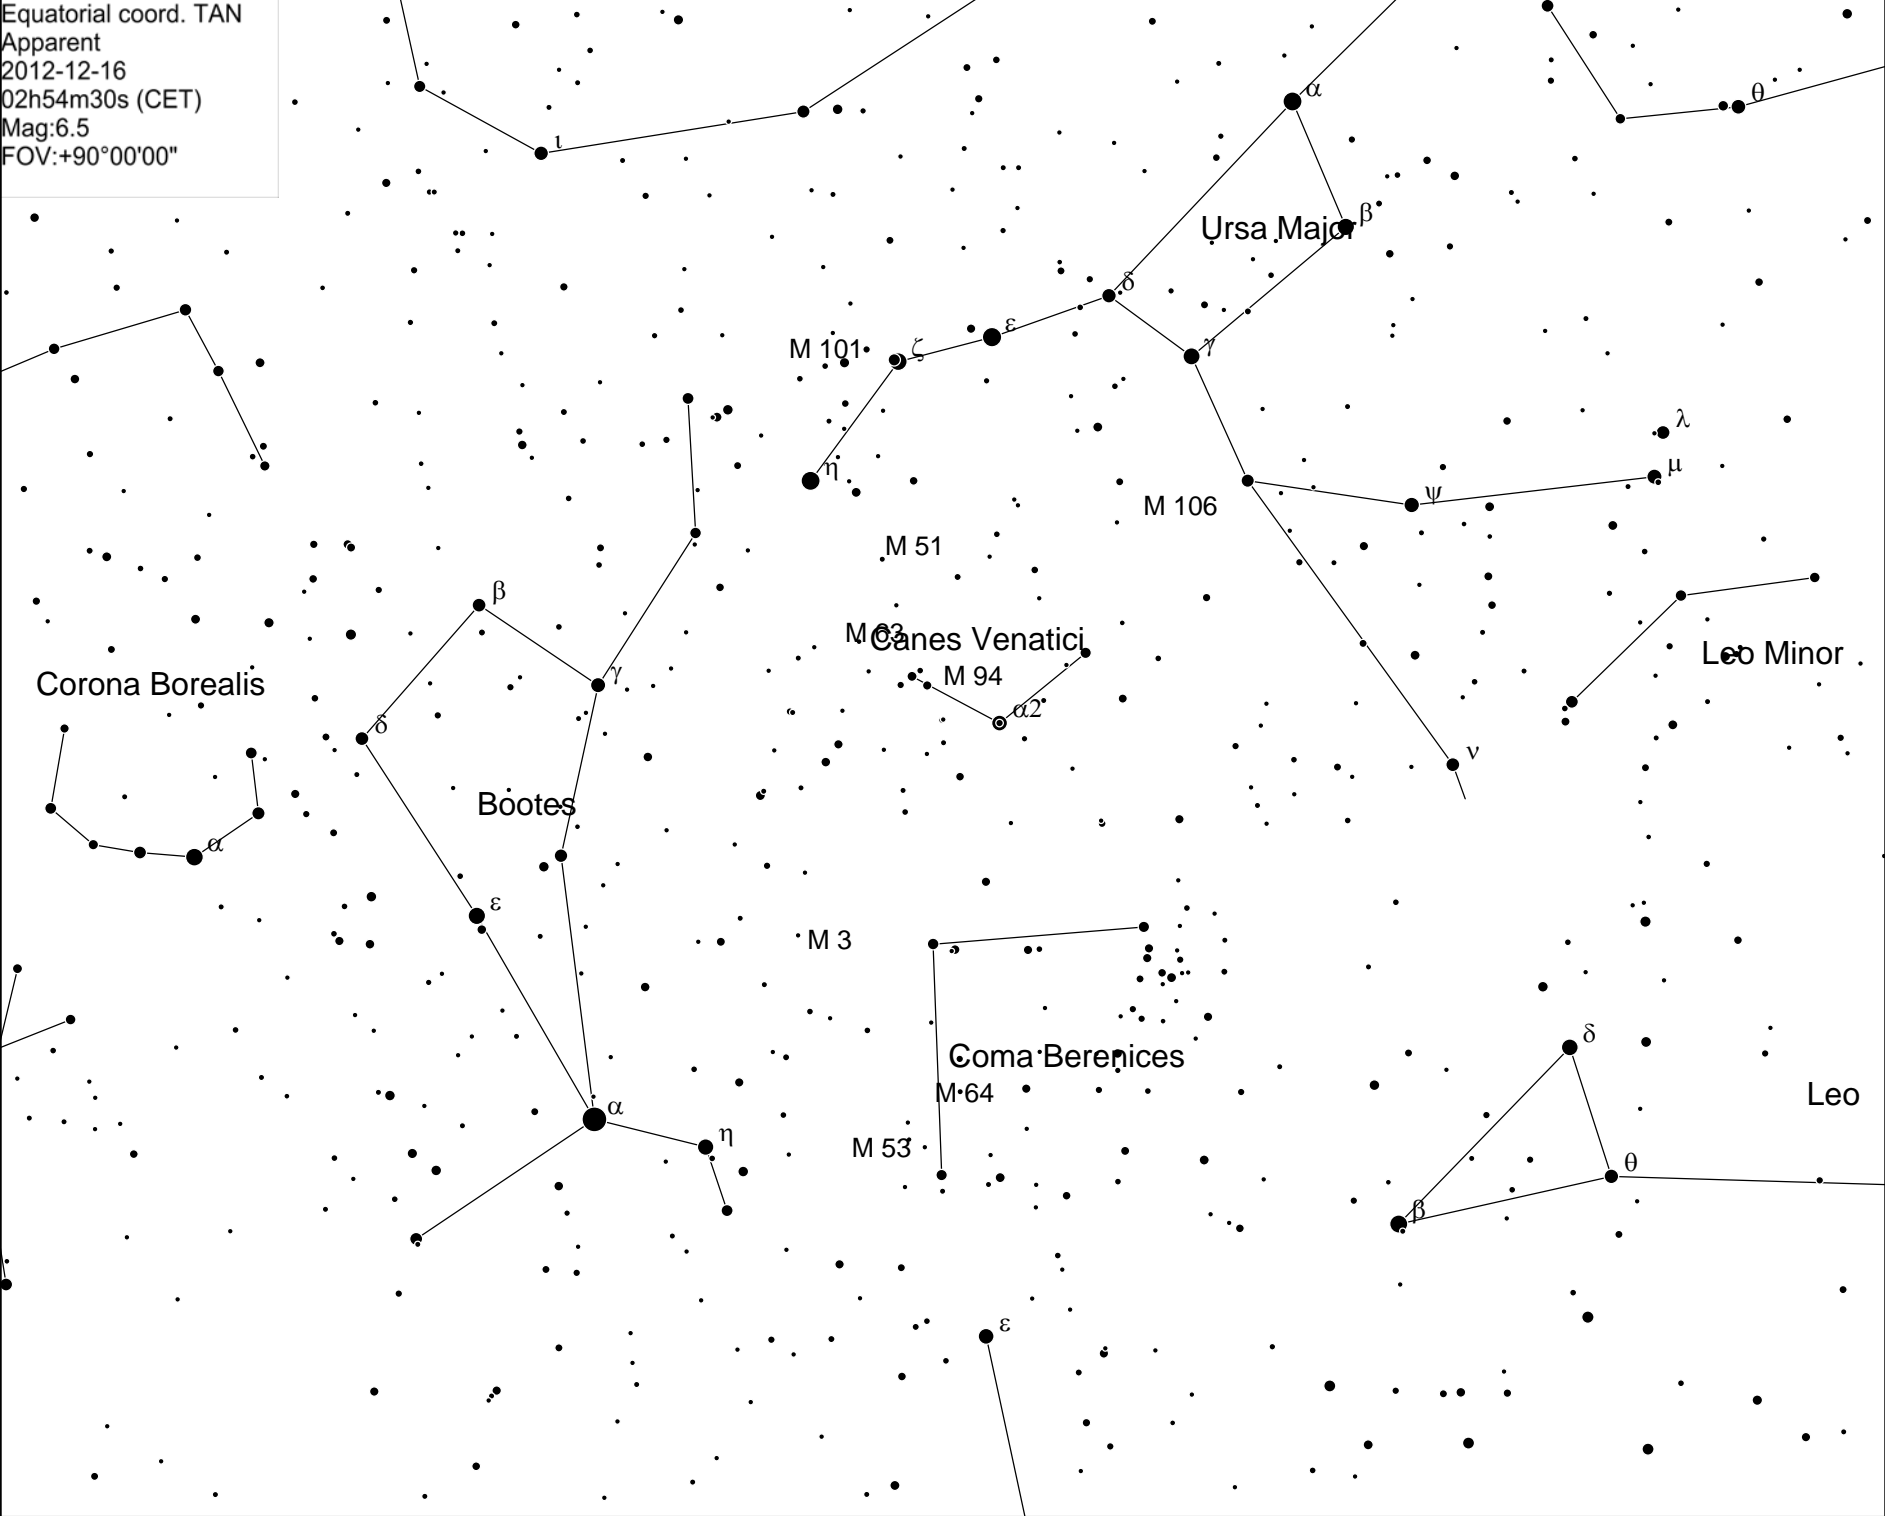 Equatorial coord. TAN
Apparent
2012-12-16
02h54m30s (CET)
Mag:6.5
FOV:+90°00'00"
α
θ
ι
β
Ursa Major
δ
ε
γ
ζ
M 101
λ
μ
η
ψ
M 106
M 51
β
M 63
Canes Venatici
Leo Minor
γ
M 94
Corona Borealis
α2
δ
ν
Bootes
α
ε
M 3
δ
Coma Berenices
M 64
Leo
α
η
M 53
θ
β
ε